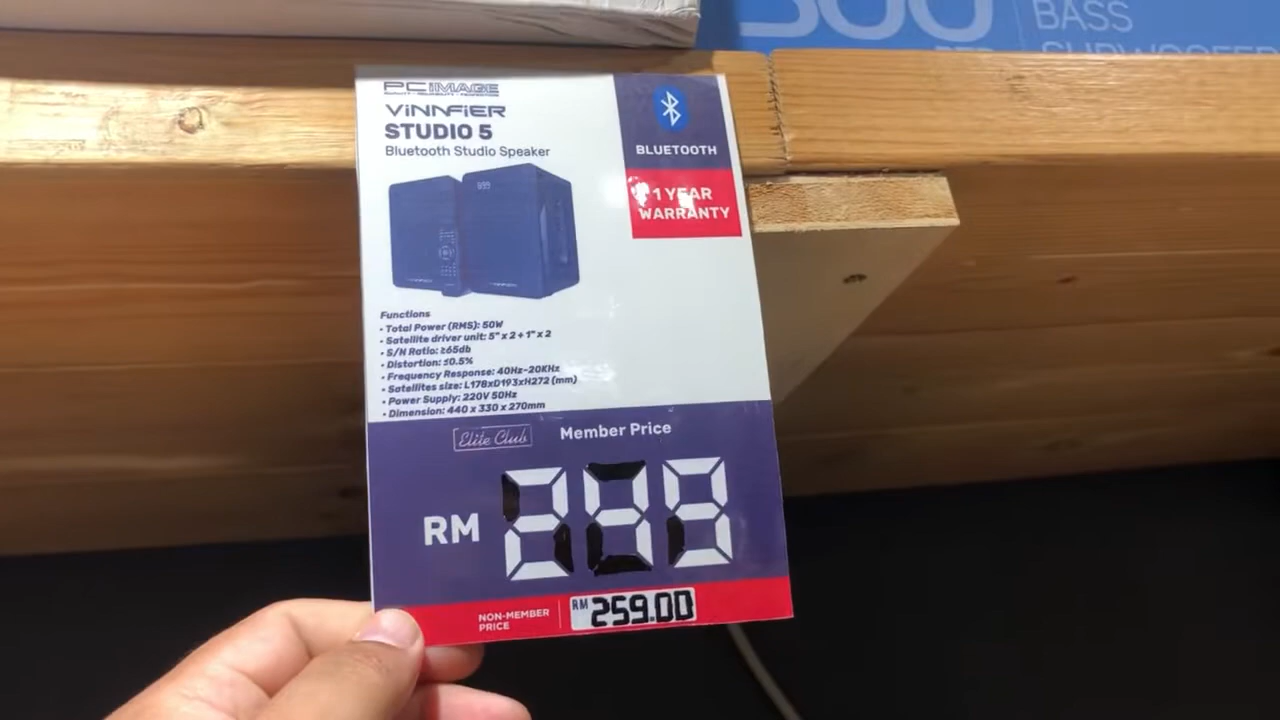 500
BASS
SUBWOOFER
PC iMAGE
VINNFIER
STUDIO 5
Bluetooth Studio Speaker
BLUETOOTH
1 YEAR
WARRANTY
Functions
• Total Power (RMS): 50W
• Satellite driver unit: 5" x 2 + 1" x 2
• S/N Ratio: ≥65db
• Distortion: ≤0.5%
• Frequency Response: 40Hz-20KHz
• Satellites size: L178xD193xH272 (mm)
• Power Supply: 220V 50Hz
• Dimension: 440 x 330 x 270mm
Elite Club Member Price
RM 249
NON-MEMBER
PRICE
RM 259.00